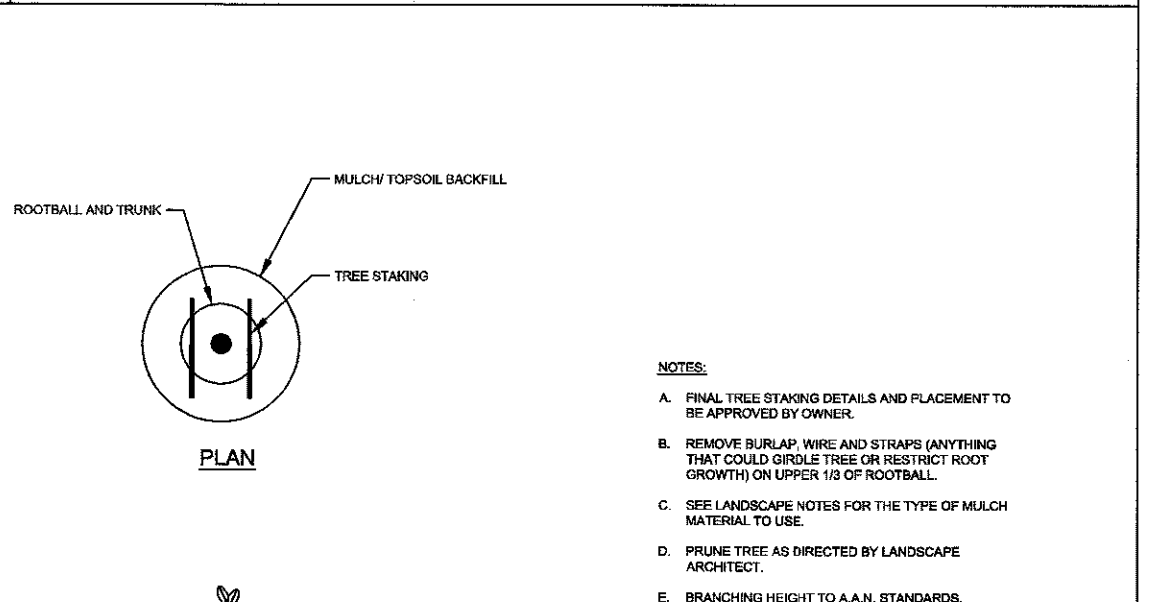 MULCH/ TOPSOIL BACKFILL
ROOTBALL AND TRUNK
TREE STAKING
PLAN
NOTES:
A. FINAL TREE STAKING DETAILS AND PLACEMENT TO
BE APPROVED BY OWNER.
B. REMOVE BURLAP, WIRE AND STRAPS (ANYTHING
THAT COULD GIRDLE TREE OR RESTRICT ROOT
GROWTH) ON UPPER 1/3 OF ROOTBALL.
C. SEE LANDSCAPE NOTES FOR THE TYPE OF MULCH
MATERIAL TO USE.
D. PRUNE TREE AS DIRECTED BY LANDSCAPE
ARCHITECT.
E. BRANCHING HEIGHT TO A.A.N. STANDARDS.